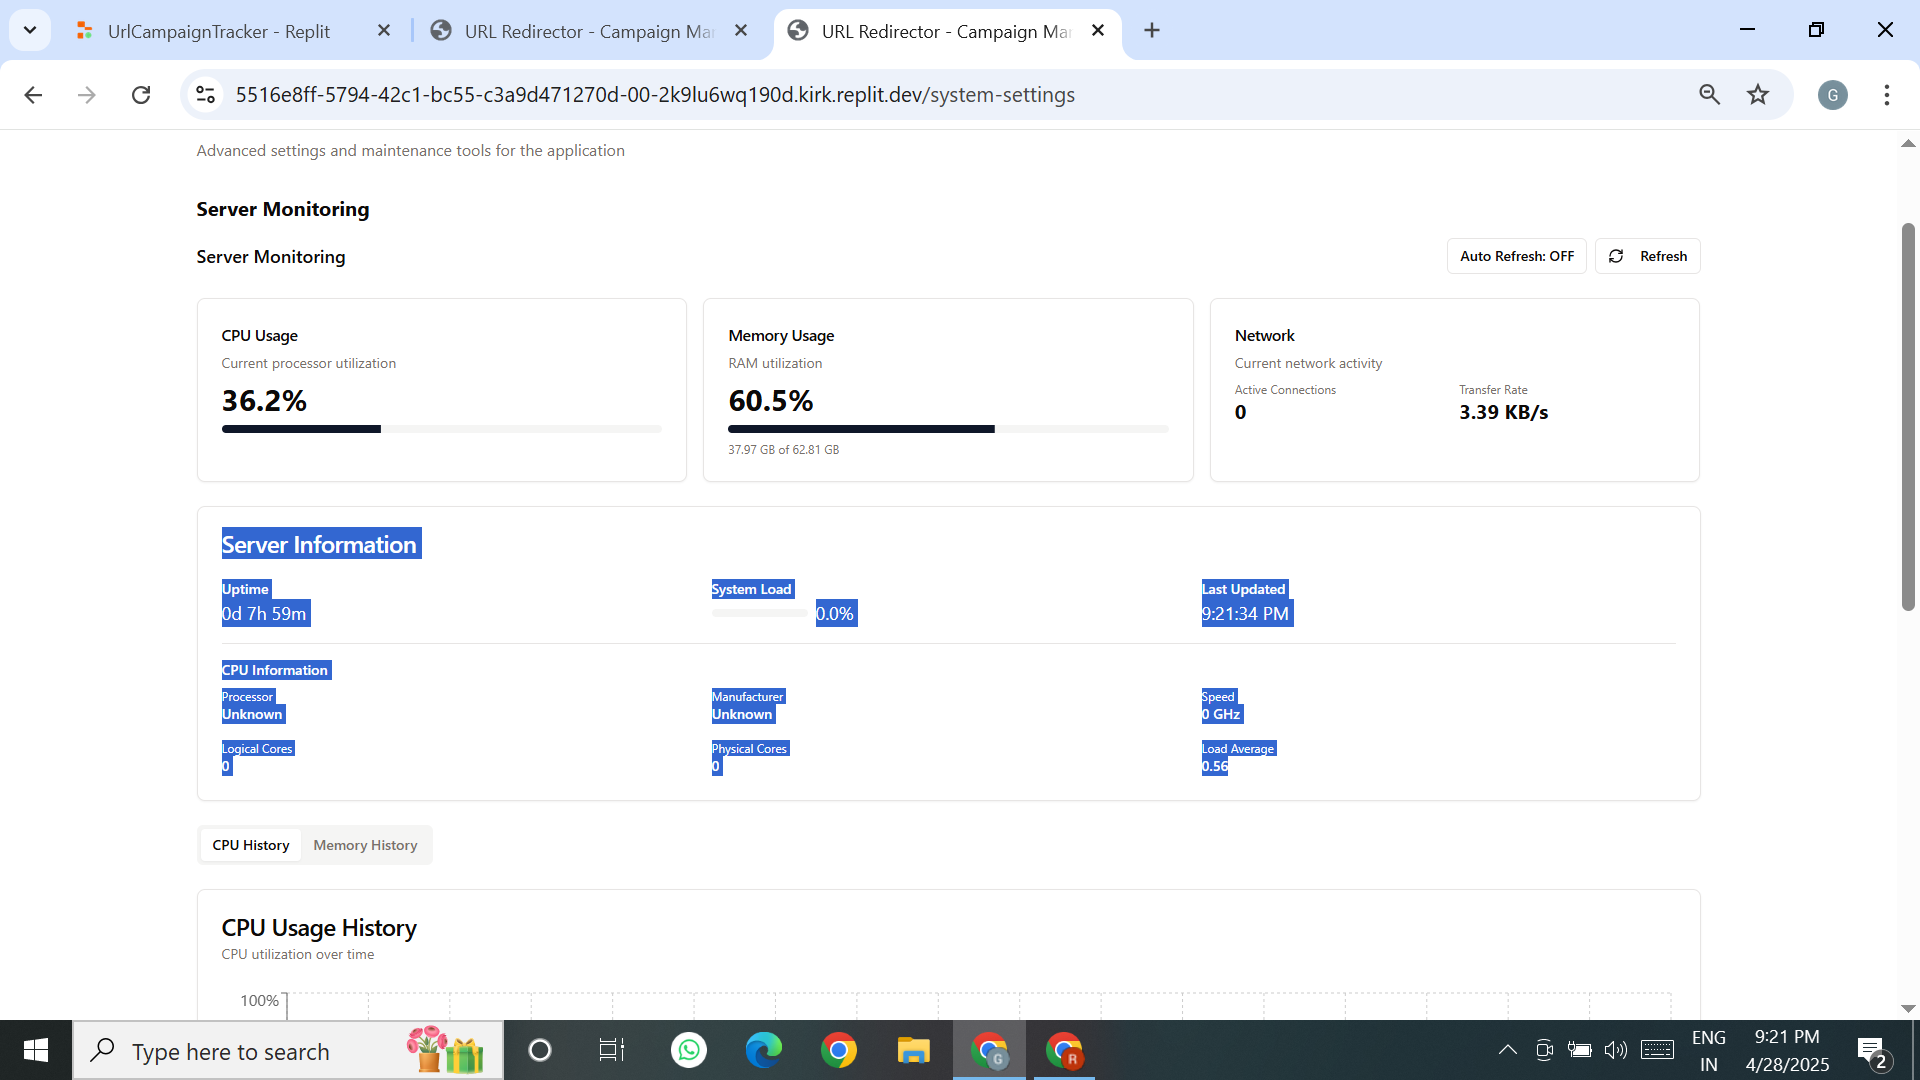 UrlCampaignTracker - Replit
URL Redirector - Campaign Mar
URL Redirector - Campaign Mar
5516e8ff-5794-42c1-bc55-c3a9d471270d-00-2k9lu6wq190d.kirk.replit.dev/system-settings
G
Advanced settings and maintenance tools for the application
Server Monitoring
Server Monitoring
Auto Refresh: OFF
Refresh
CPU Usage
Current processor utilization
36.2%
Memory Usage
RAM utilization
60.5%
37.97 GB of 62.81 GB
Network
Current network activity
Active Connections
0
Transfer Rate
3.39 KB/s
Server Information
Uptime
0d 7h 59m
System Load
0.0%
Last Updated
9:21:34 PM
CPU Information
Processor
Unknown
Manufacturer
Unknown
Speed
0 GHz
Logical Cores
0
Physical Cores
0
Load Average
0.56
CPU History
Memory History
CPU Usage History
CPU utilization over time
100%
Type here to search
G
R
ENG
IN
9:21 PM
4/28/2025
2